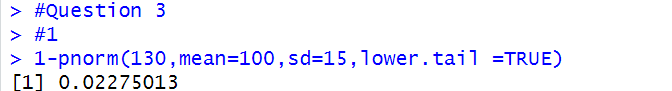 > #Question 3
> #1
> 1-pnorm(130,mean=100,sd=15,lower.tail =TRUE)
[1] 0.02275013